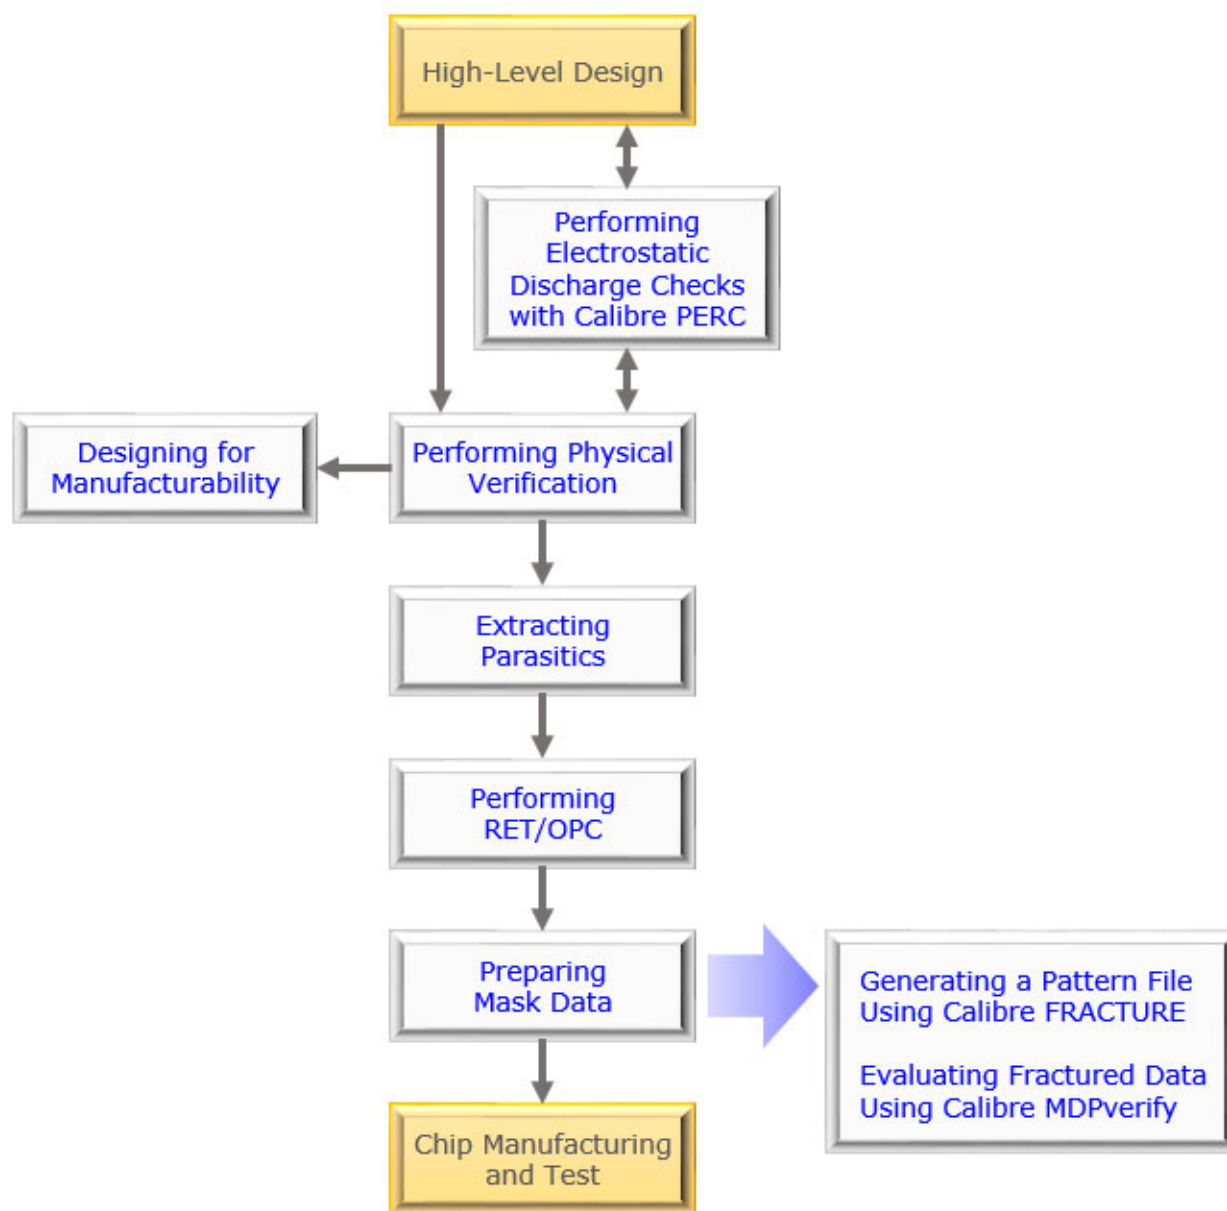 High-Level Design
Performing
Electrostatic
Discharge Checks
with Calibre PERC
Designing for
Manufacturability
Performing Physical
Verification
Extracting
Parasitics
Performing
RET/OPC
Preparing
Mask Data
Generating a Pattern File
Using Calibre FRACTURE
Evaluating Fractured Data
Using Calibre MDPverify
Chip Manufacturing
and Test